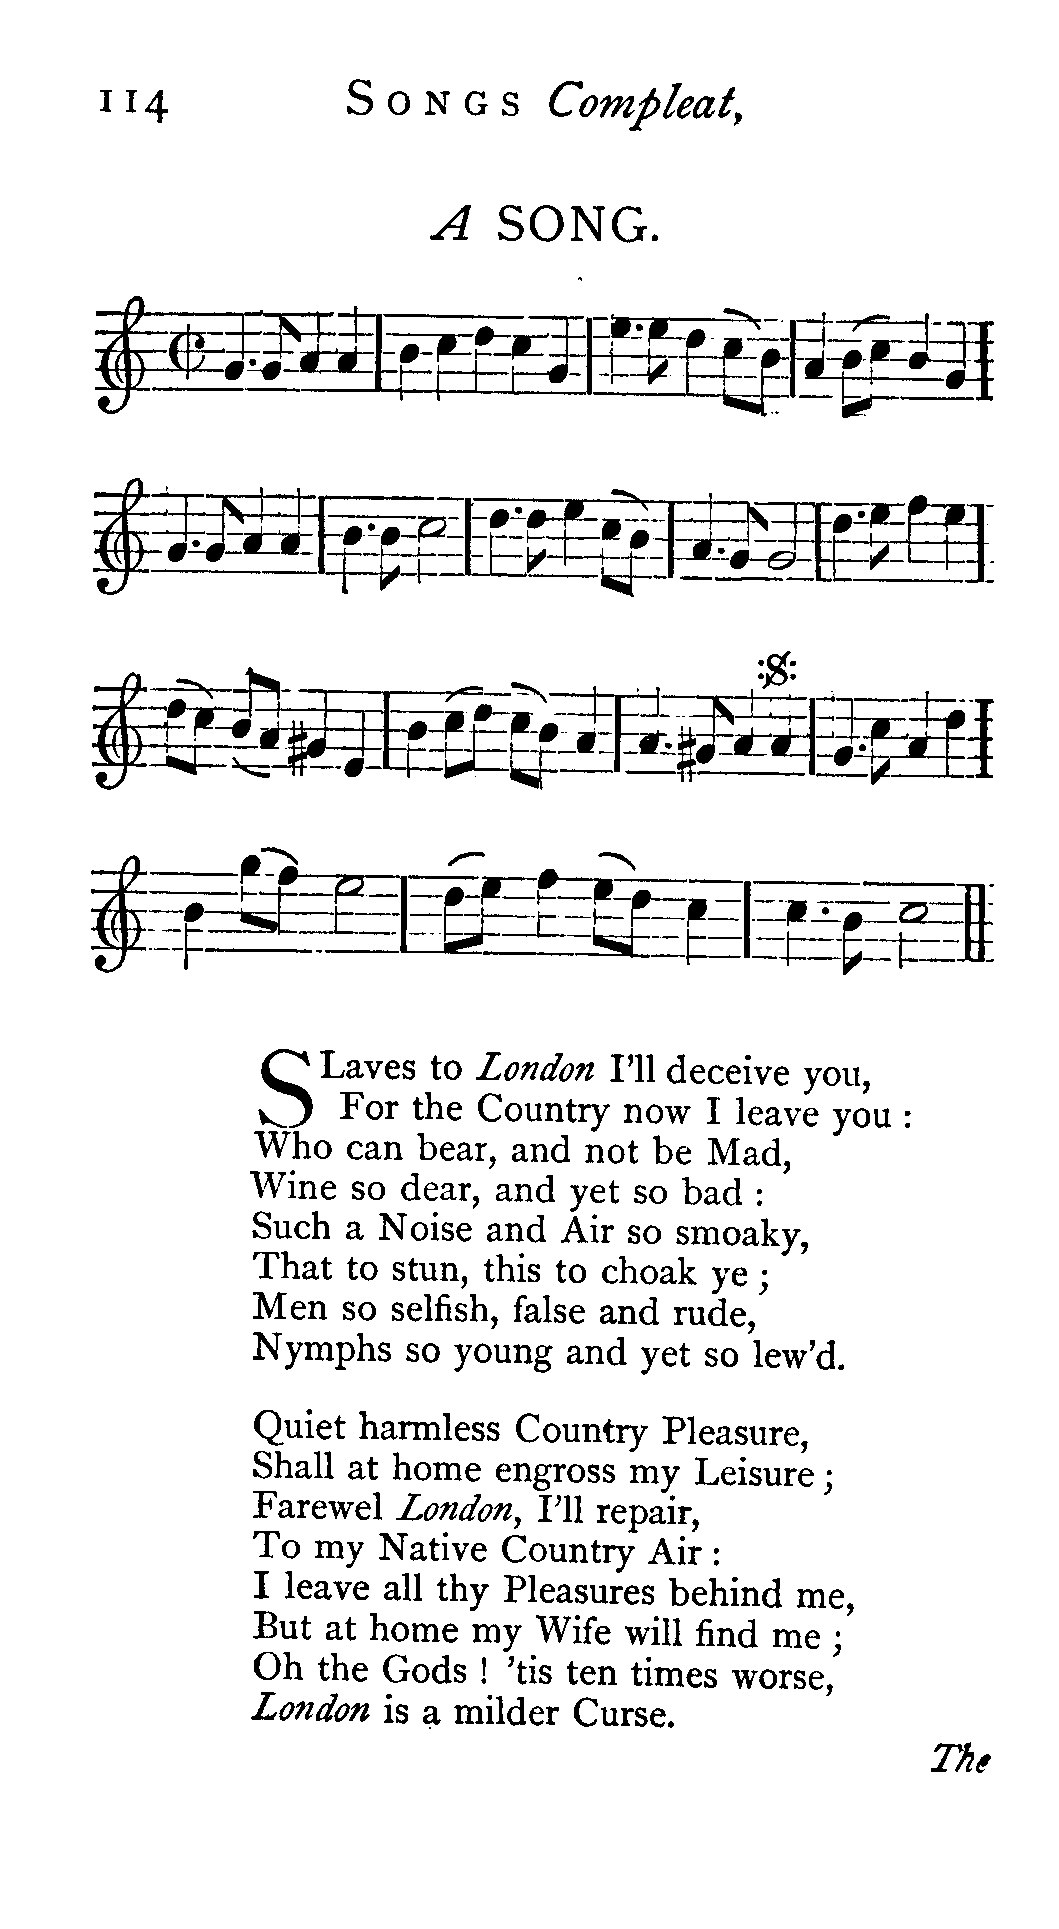 114 SONGS Compleat,
A SONG.
SLaves to London I'll deceive you,
For the Country now I leave you :
Who can bear, and not be Mad,
Wine so dear, and yet so bad :
Such a Noise and Air so smoaky,
That to stun, this to choak ye ;
Men so selfish, false and rude,
Nymphs so young and yet so lew'd.
Quiet harmless Country Pleasure,
Shall at home engross my Leisure ;
Farewel London, I'll repair,
To my Native Country Air :
I leave all thy Pleasures behind me,
But at home my Wife will find me ;
Oh the Gods ! 'tis ten times worse,
London is a milder Curse.
The